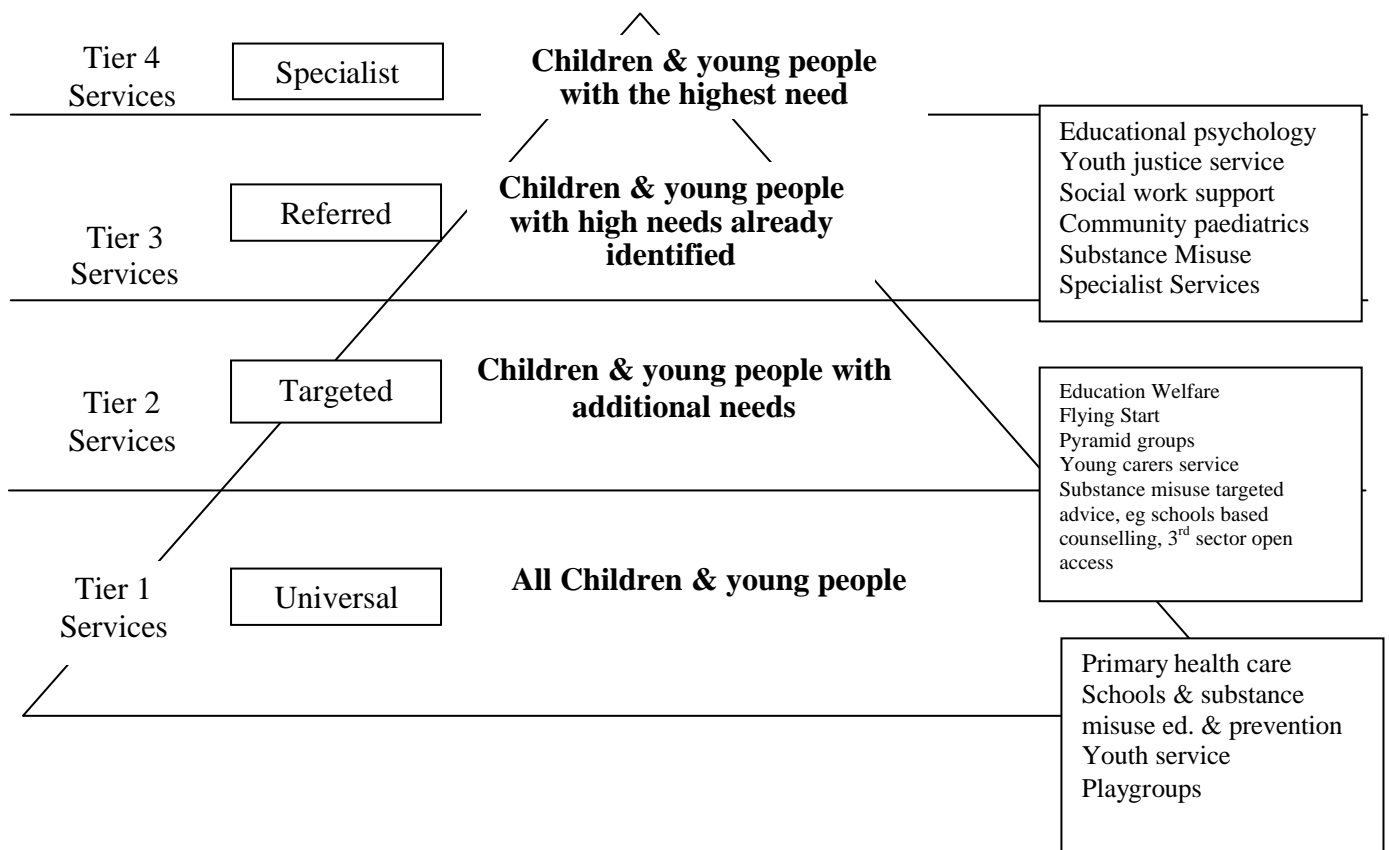 Tier 4
Services
Specialist
Children & young people
with the highest need
Educational psychology
Youth justice service
Social work support
Community paediatrics
Substance Misuse
Specialist Services
Tier 3
Services
Referred
Children & young people
with high needs already
identified
Tier 2
Services
Targeted
Children & young people with
additional needs
Education Welfare
Flying Start
Pyramid groups
Young carers service
Substance misuse targeted
advice, eg schools based
counselling, 3rd sector open
access
Tier 1
Services
Universal
All Children & young people
Primary health care
Schools & substance
misuse ed. & prevention
Youth service
Playgroups